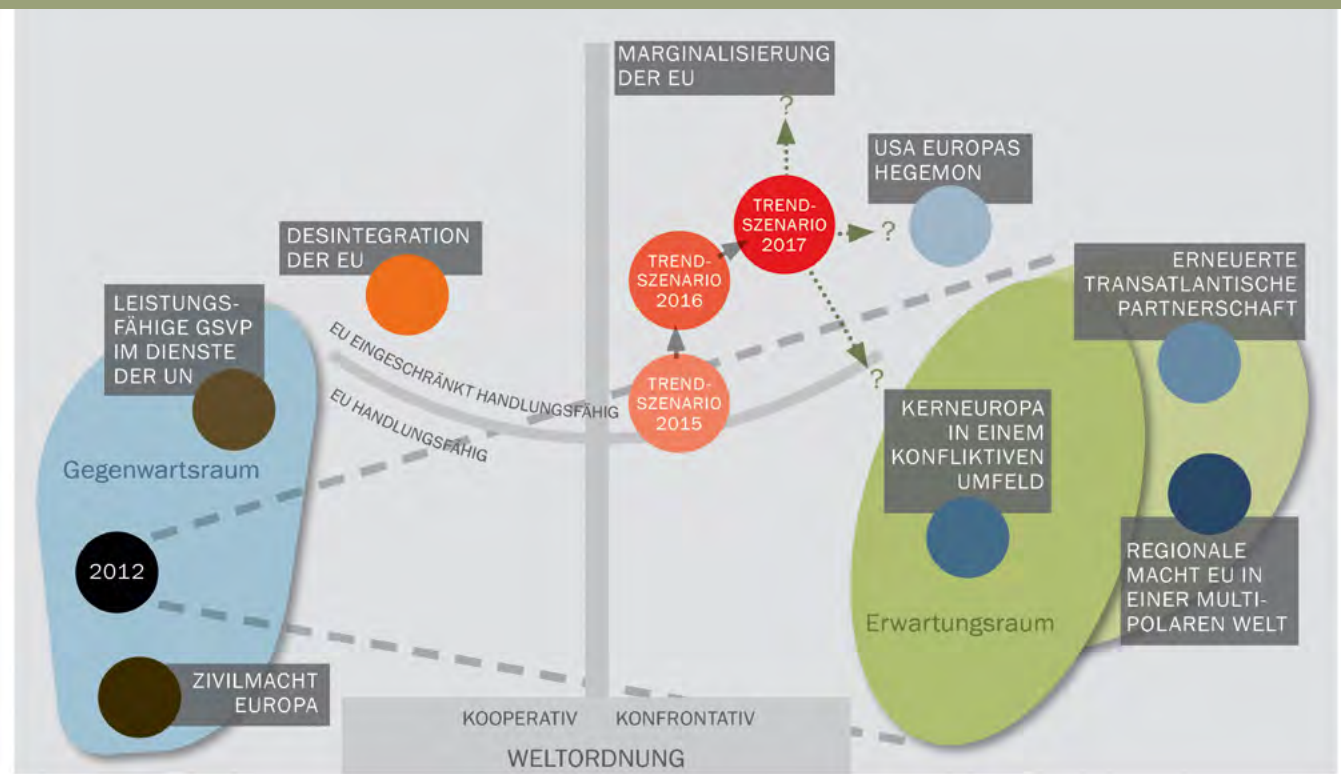 MARGINALISIERUNG
DER EU
?
USA EUROPAS
HEGEMON
TREND-
SZENARIO
2017
?
DESINTEGRATION
DER EU
TREND-
SZENARIO
2016
ERNEUERTE
TRANSATLANTISCHE
PARTNERSCHAFT
LEISTUNGS-
FÄHIGE GSVP
IM DIENSTE
DER UN
EU EINGESCHRÄNKT HANDLUNGSFÄHIG
EU HANDLUNGSFÄHIG
TREND-
SZENARIO
2015
?
KERNEUROPA
IN EINEM
KONFLIKTIVEN
UMFELD
Gegenwartsraum
2012
REGIONALE
MACHT EU IN
EINER MULTI-
POLAREN WELT
Erwartungsraum
ZIVILMACHT
EUROPA
KOOPERATIV KONFRONTATIV
WELTORDNUNG